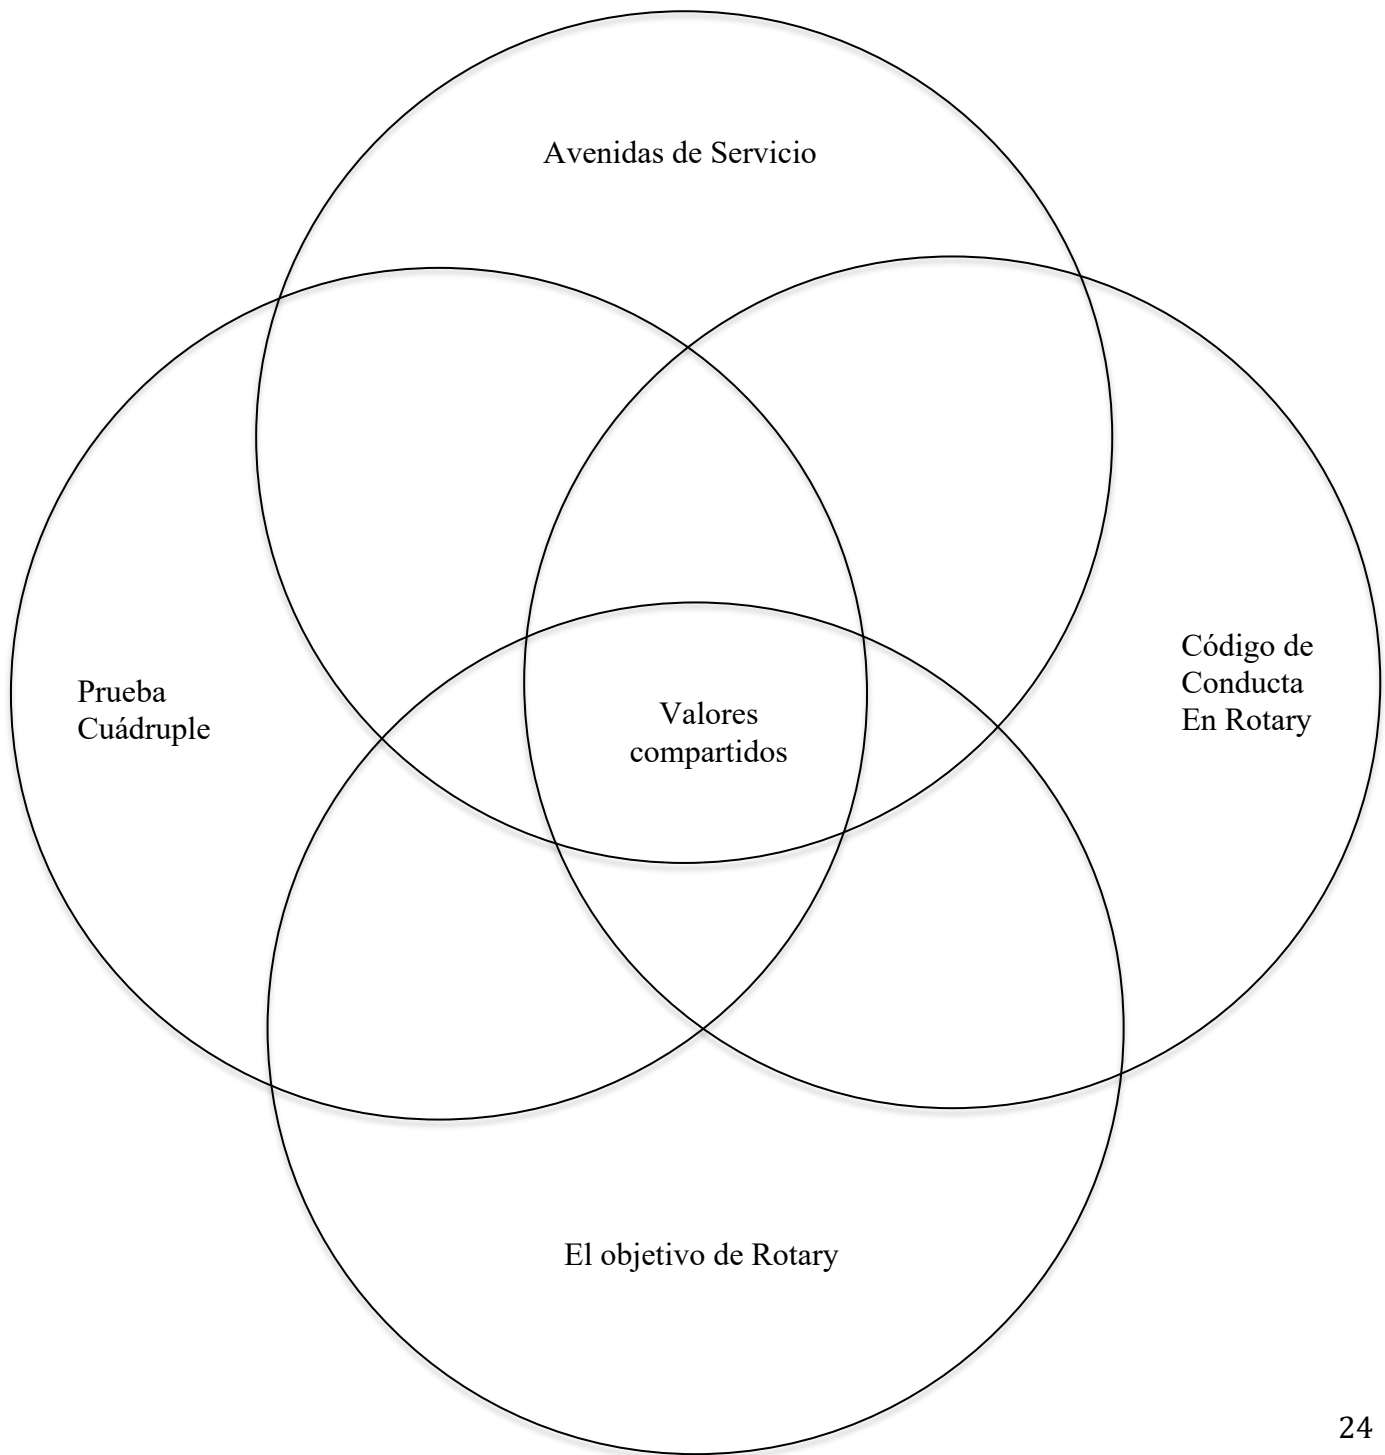 Avenidas de Servicio
Prueba
Cuádruple
Valores
compartidos
Código de
Conducta
En Rotary
El objetivo de Rotary
24